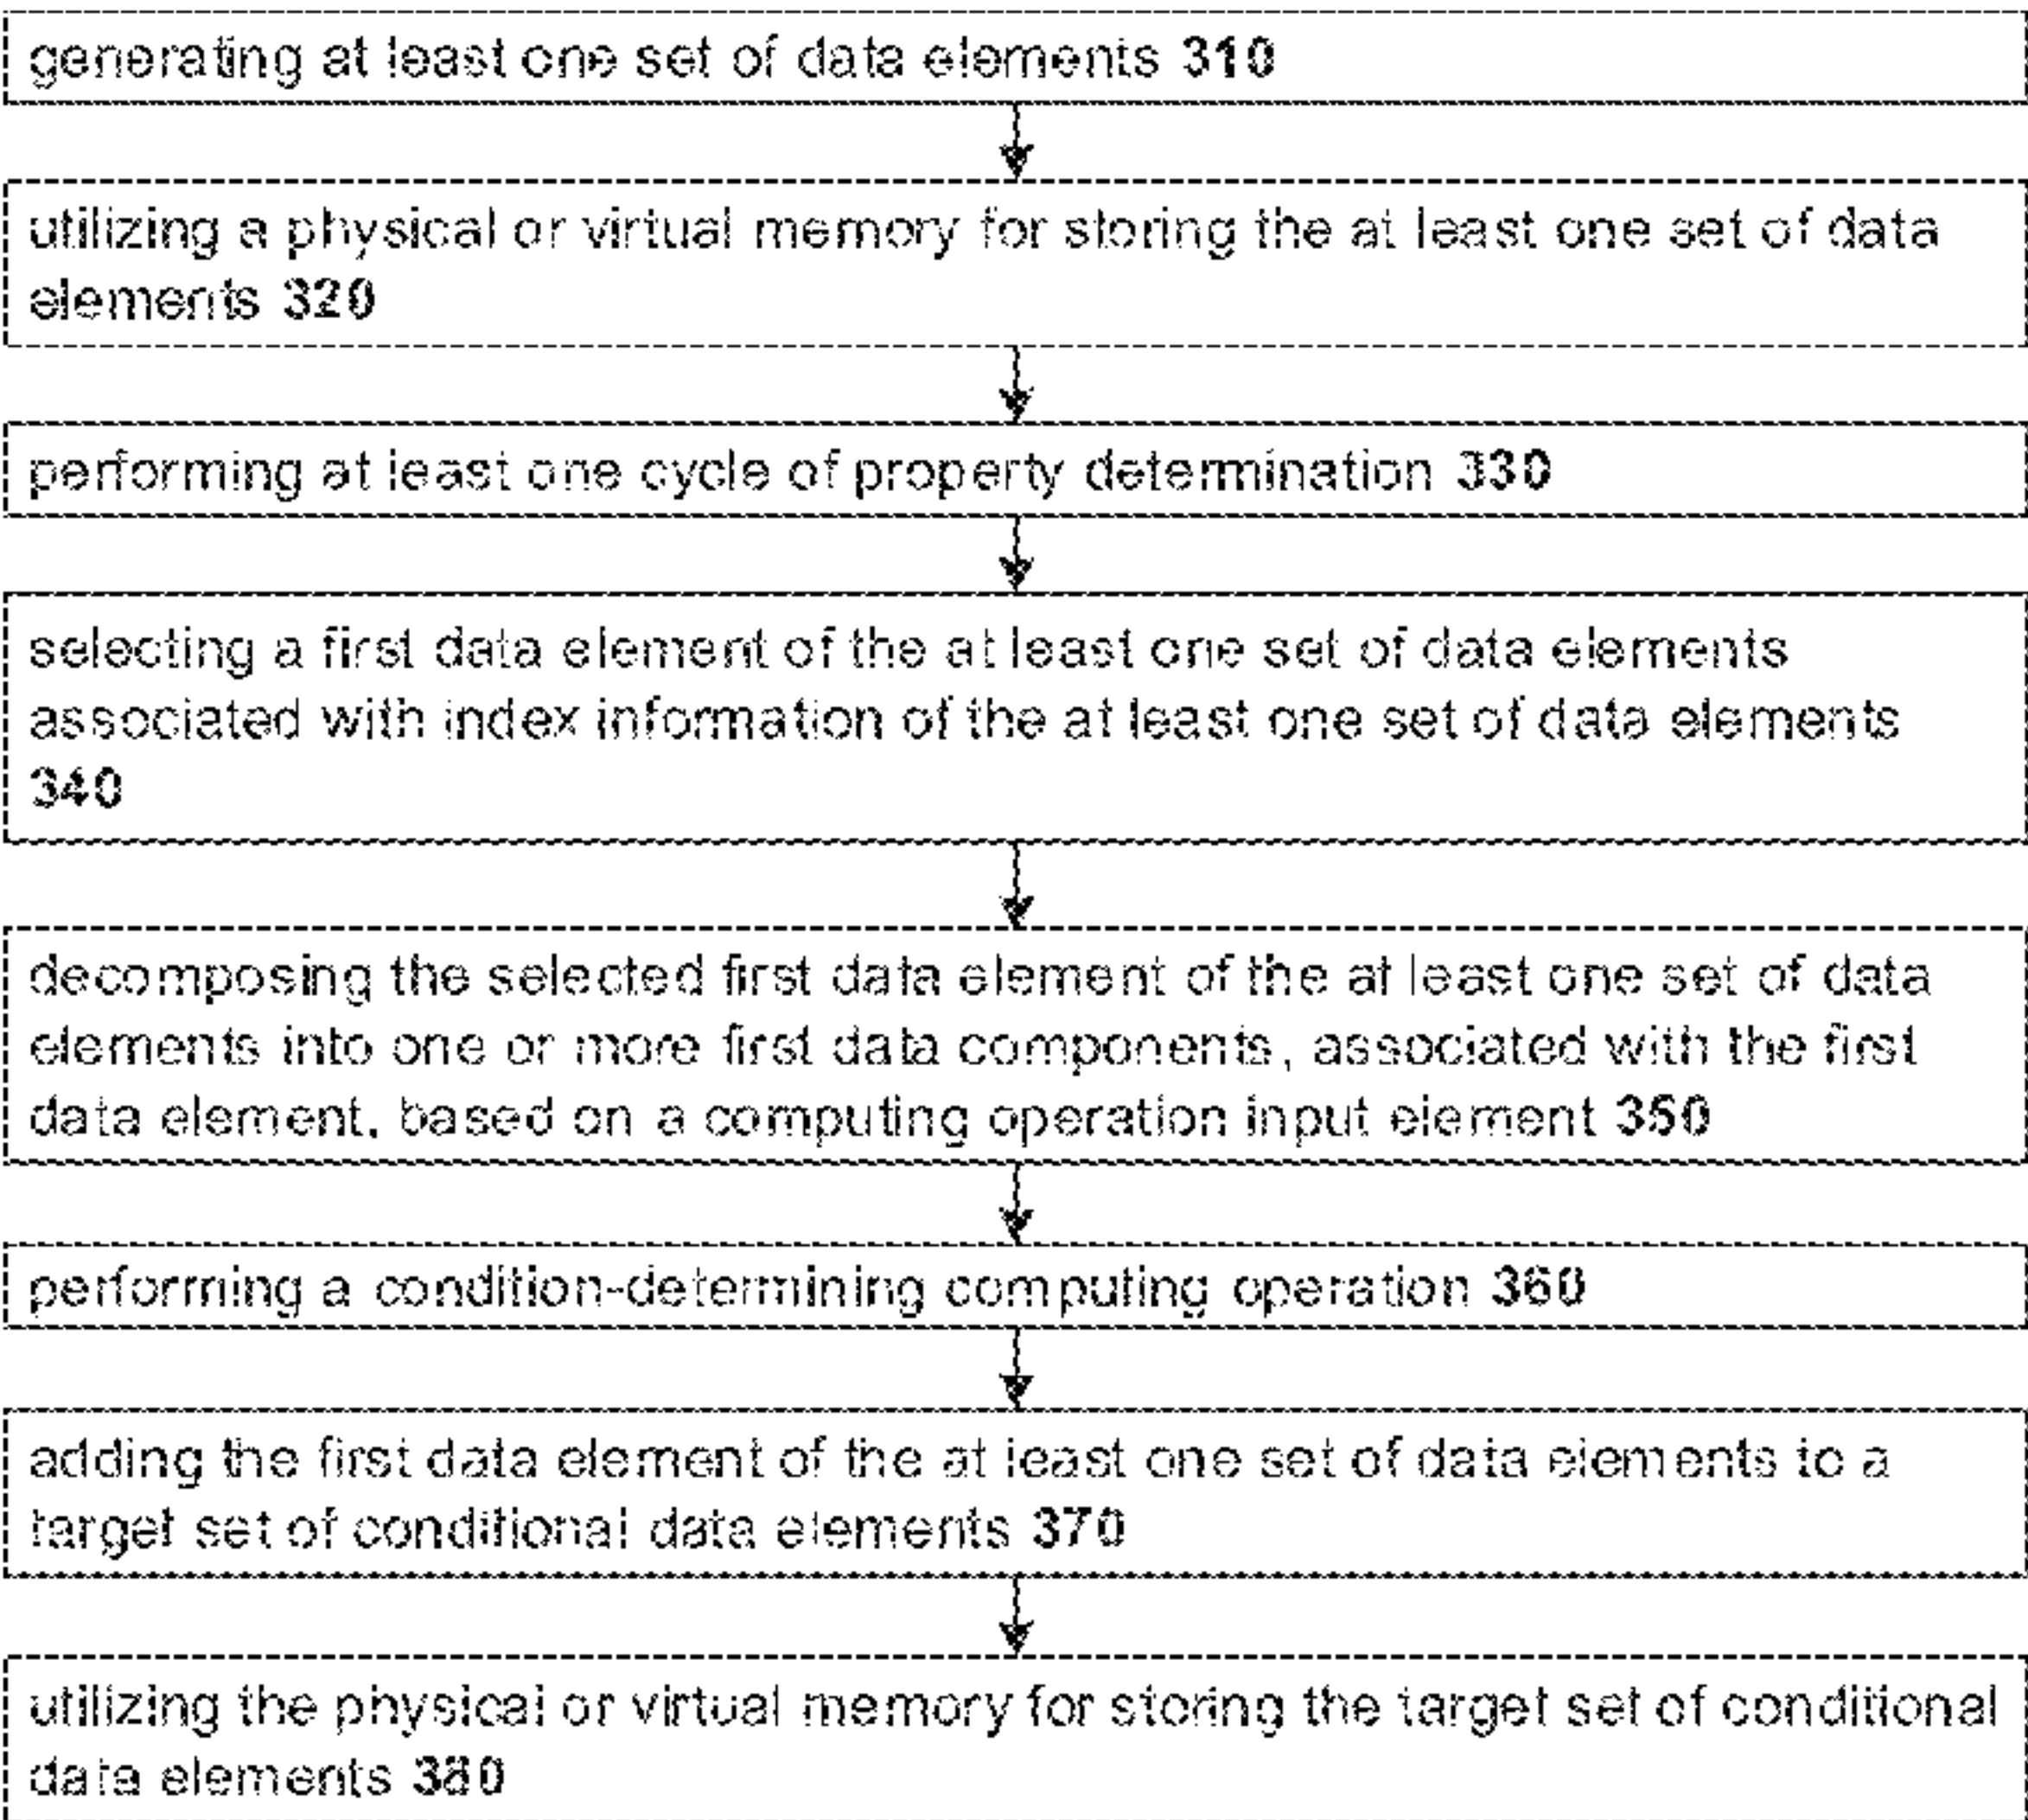 generating at least one set of data elements 310
utilizing a physical or virtual memory for storing the at least one set of data
elements 320
performing at least one cycle of property determination 330
selecting a first data element of the at least one set of data elements
associated with index information of the at least one set of data elements
340
decomposing the selected first data element of the at least one set of data
elements into one or more first data components, associated with the first
data element, based on a computing operation input element 350
performing a condition-determining computing operation 360
adding the first data element of the at least one set of data elements to a
target set of conditional data elements 370
utilizing the physical or virtual memory for storing the target set of conditional
data elements 380